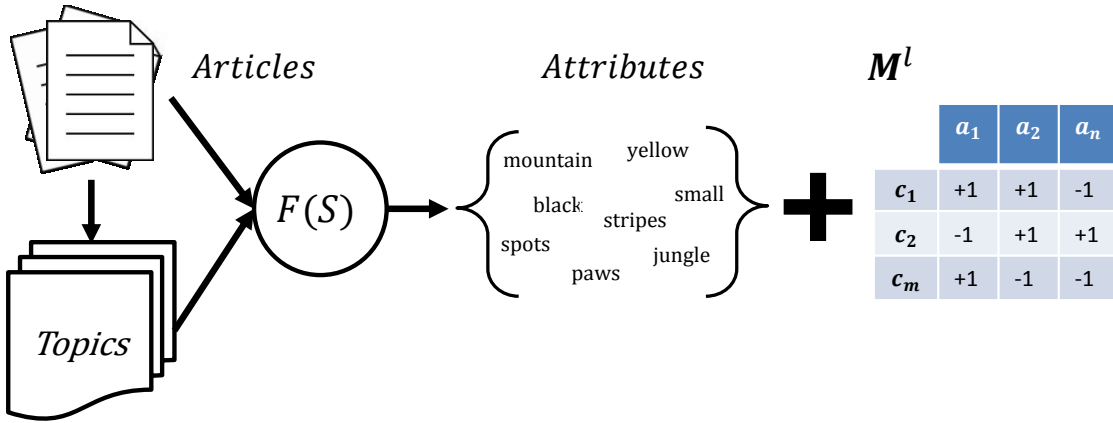 Articles
Attributes
M^l
a_1 a_2 a_n
c_1 +1 +1 -1
c_2 -1 +1 +1
c_m +1 -1 -1
F(S)
mountain
yellow
black
small
stripes
spots
jungle
paws
Topics